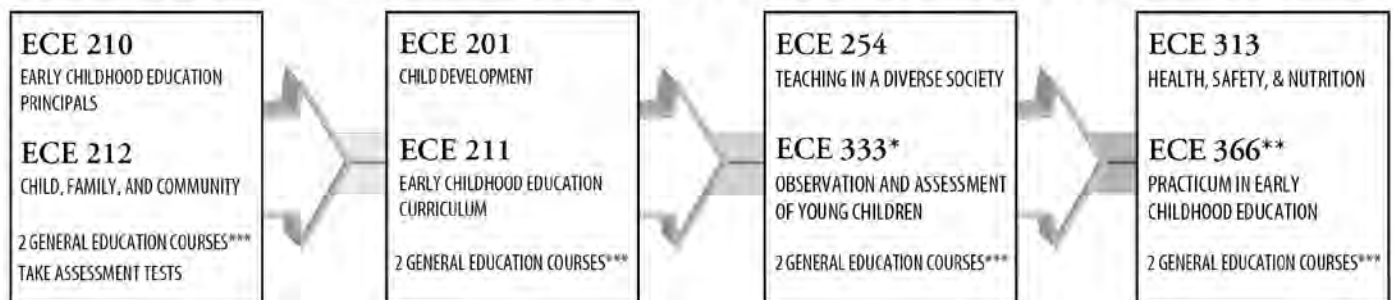 ECE 210
EARLY CHILDHOOD EDUCATION
PRINCIPALS
ECE 212
CHILD, FAMILY, AND COMMUNITY
2 GENERAL EDUCATION COURSES***
TAKE ASSESSMENT TESTS
ECE 201
CHILD DEVELOPMENT
ECE 211
EARLY CHILDHOOD EDUCATION
CURRICULUM
2 GENERAL EDUCATION COURSES***
ECE 254
TEACHING IN A DIVERSE SOCIETY
ECE 333*
OBSERVATION AND ASSESSMENT
OF YOUNG CHILDREN
2 GENERAL EDUCATION COURSES***
ECE 313
HEALTH, SAFETY, & NUTRITION
ECE 366**
PRACTICUM IN EARLY
CHILDHOOD EDUCATION
2 GENERAL EDUCATION COURSES***